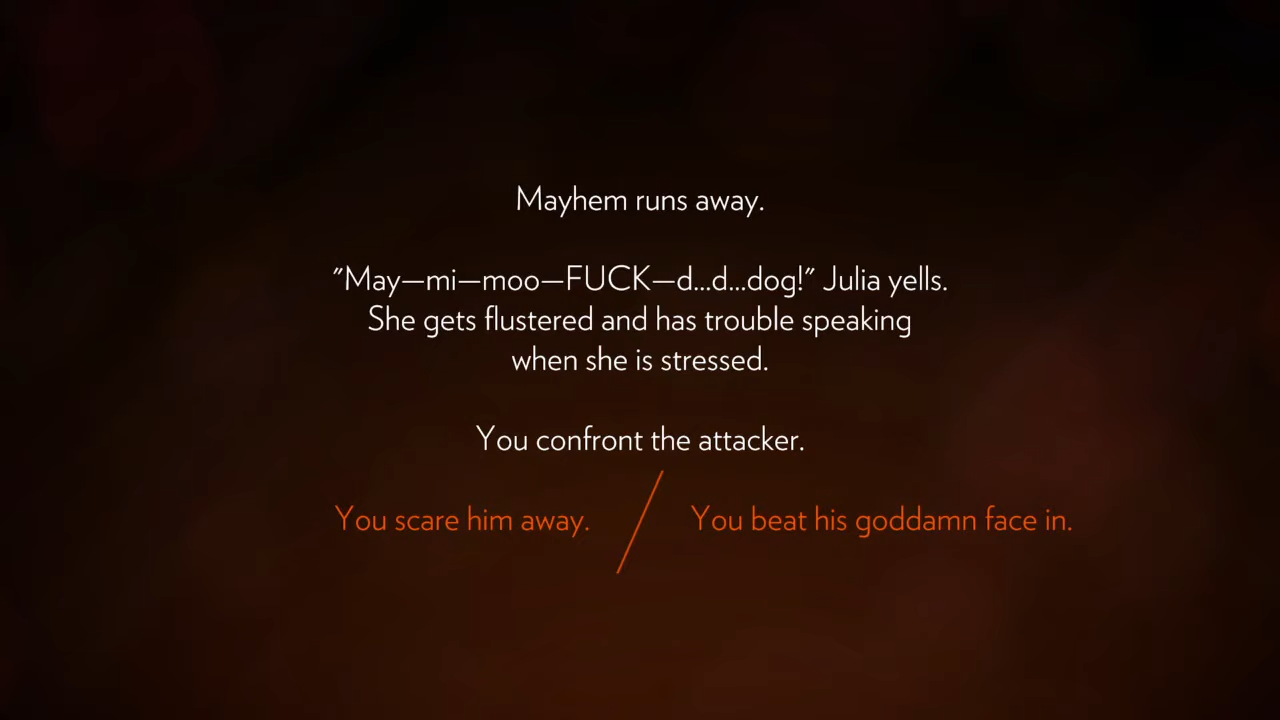 Mayhem runs away.
"May—mi—moo—FUCK—d...d...dog!" Julia yells.
She gets flustered and has trouble speaking
when she is stressed.
You confront the attacker.
You scare him away.
You beat his goddamn face in.